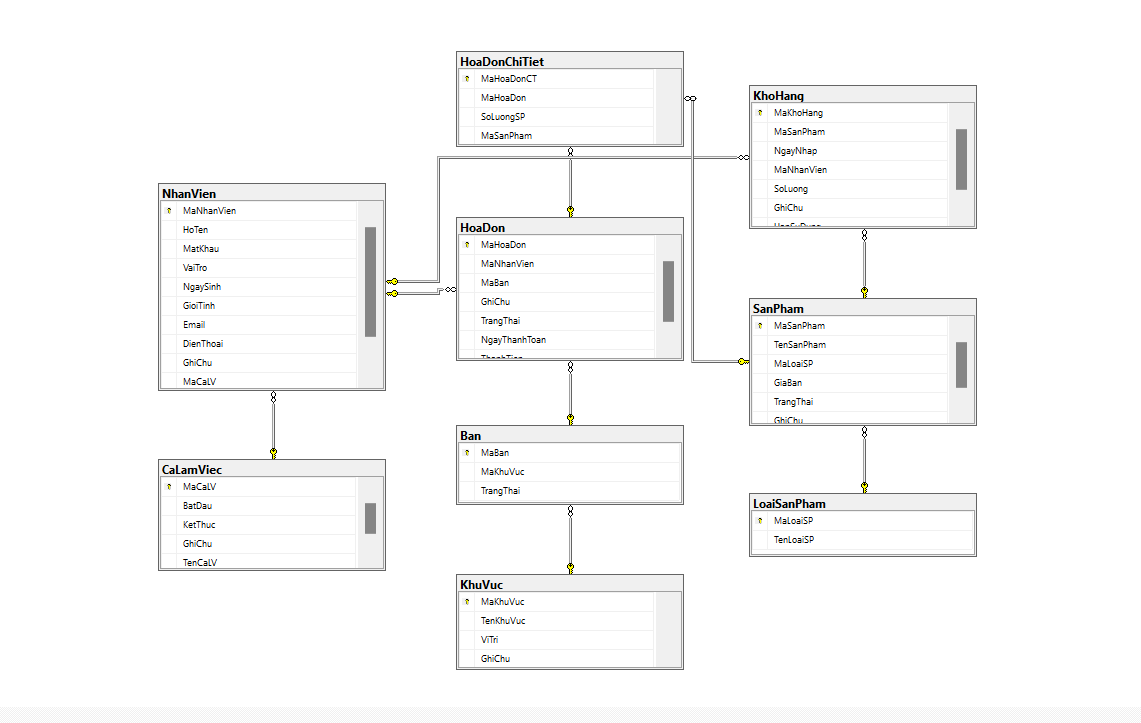 HoaDonChiTiet
MaHoaDonCT
MaHoaDon
SoLuongSP
MaSanPham
KhoHang
MaKhoHang
MaSanPham
NgayNhap
MaNhanVien
SoLuong
GhiChu
NhanVien
MaNhanVien
HoTen
MatKhau
VaiTro
NgaySinh
GioiTinh
Email
DienThoai
GhiChu
MaCaLV
HoaDon
MaHoaDon
MaNhanVien
MaBan
GhiChu
TrangThai
NgayThanhToan
ThanhTien
SanPham
MaSanPham
TenSanPham
MaLoaiSP
GiaBan
TrangThai
GhiChu
Ban
MaBan
MaKhuVuc
TrangThai
CaLamViec
MaCaLV
BatDau
KetThuc
GhiChu
TenCaLV
LoaiSanPham
MaLoaiSP
TenLoaiSP
KhuVuc
MaKhuVuc
TenKhuVuc
ViTri
GhiChu